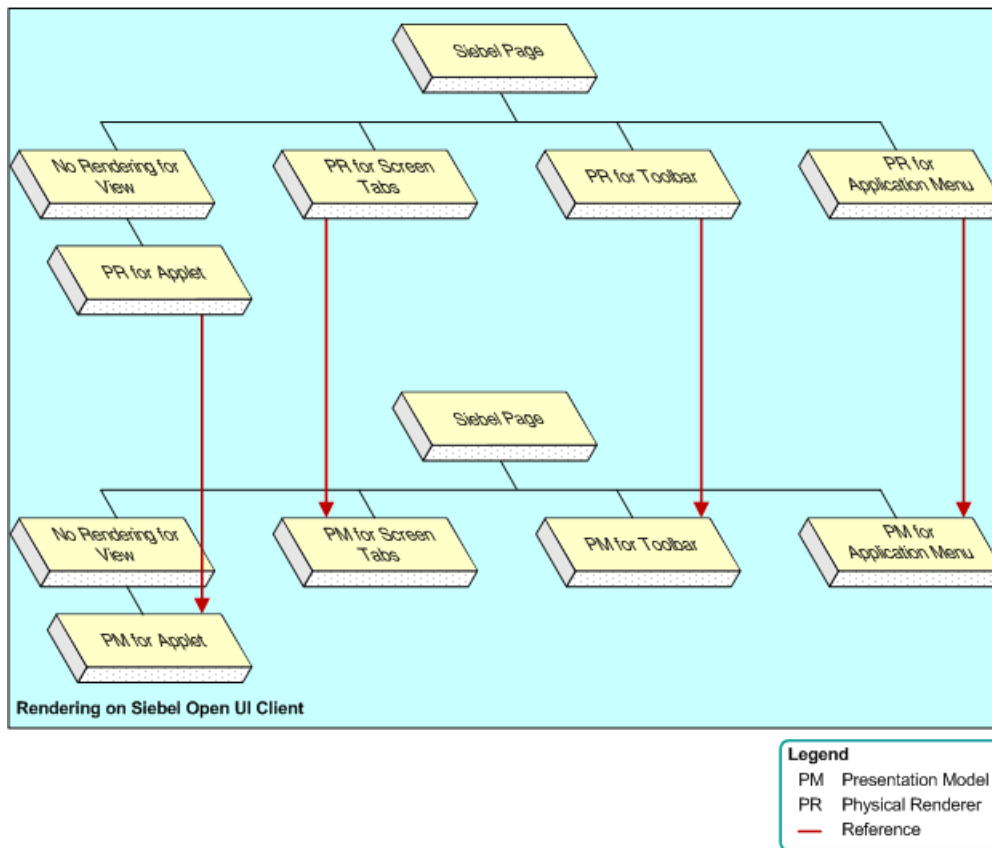 Siebel Page
No Rendering for
View
PR for Screen
Tabs
PR for Toolbar
PR for
Application Menu
PR for Applet
Siebel Page
No Rendering for
View
PM for Screen
Tabs
PM for Toolbar
PM for
Application Menu
PM for Applet
Rendering on Siebel Open UI Client
Legend
PM Presentation Model
PR Physical Renderer
Reference